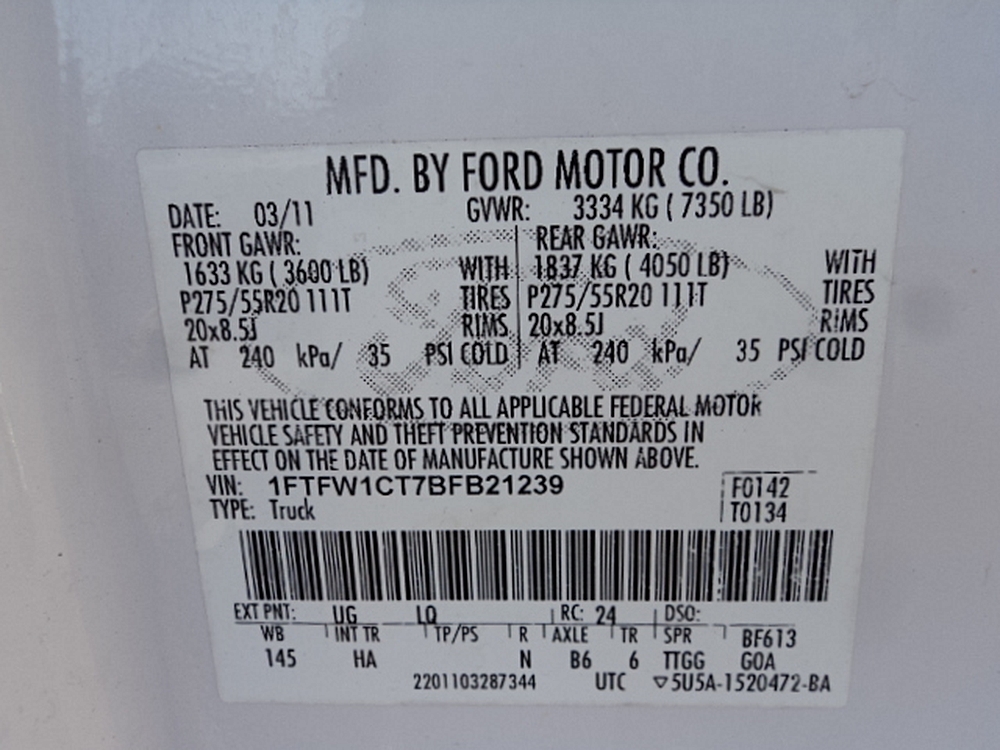 MFD. BY FORD MOTOR CO.
DATE: 03/11 GVWR: 3334 KG ( 7350 LB)
FRONT GAWR: REAR GAWR:
1633 KG ( 3600 LB) WITH 1837 KG ( 4050 LB) WITH
P275/55R20 111T TIRES P275/55R20 111T TIRES
20x8.5J RIMS 20x8.5J RIMS
AT 240 kPa/ 35 PSI COLD AT 240 kPa/ 35 PSI COLD
THIS VEHICLE CONFORMS TO ALL APPLICABLE FEDERAL MOTOR
VEHICLE SAFETY AND THEFT PREVENTION STANDARDS IN
EFFECT ON THE DATE OF MANUFACTURE SHOWN ABOVE.
VIN: 1FTFW1CT7BFB21239 F0142
TYPE: Truck T0134
EXT PNT: UG LQ RC: 24 DSO:
WB INT TR TP/PS R AXLE TR SPR BF613
145 HA N B6 6 TTGG GOA
2201103287344 UTC ▽5U5A-1520472-BA